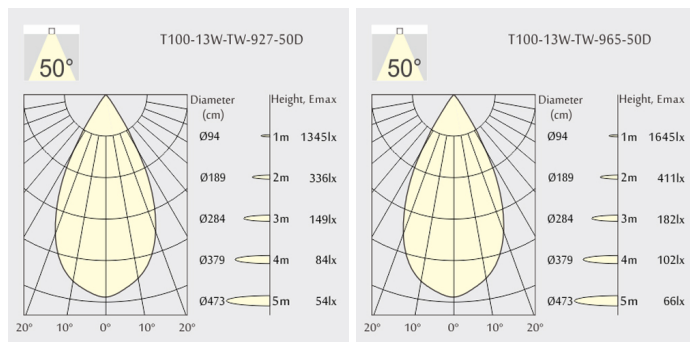 T100-13W-TW-927-50D
50°
Diameter
(cm)
Height, Emax
Ø94 1m 1345lx
Ø189 2m 336lx
Ø284 3m 149lx
Ø379 4m 84lx
Ø473 5m 54lx
20° 10° 0° 10° 20°
T100-13W-TW-965-50D
50°
Diameter
(cm)
Height, Emax
Ø94 1m 1645lx
Ø189 2m 411lx
Ø284 3m 182lx
Ø379 4m 102lx
Ø473 5m 66lx
20° 10° 0° 10° 20°